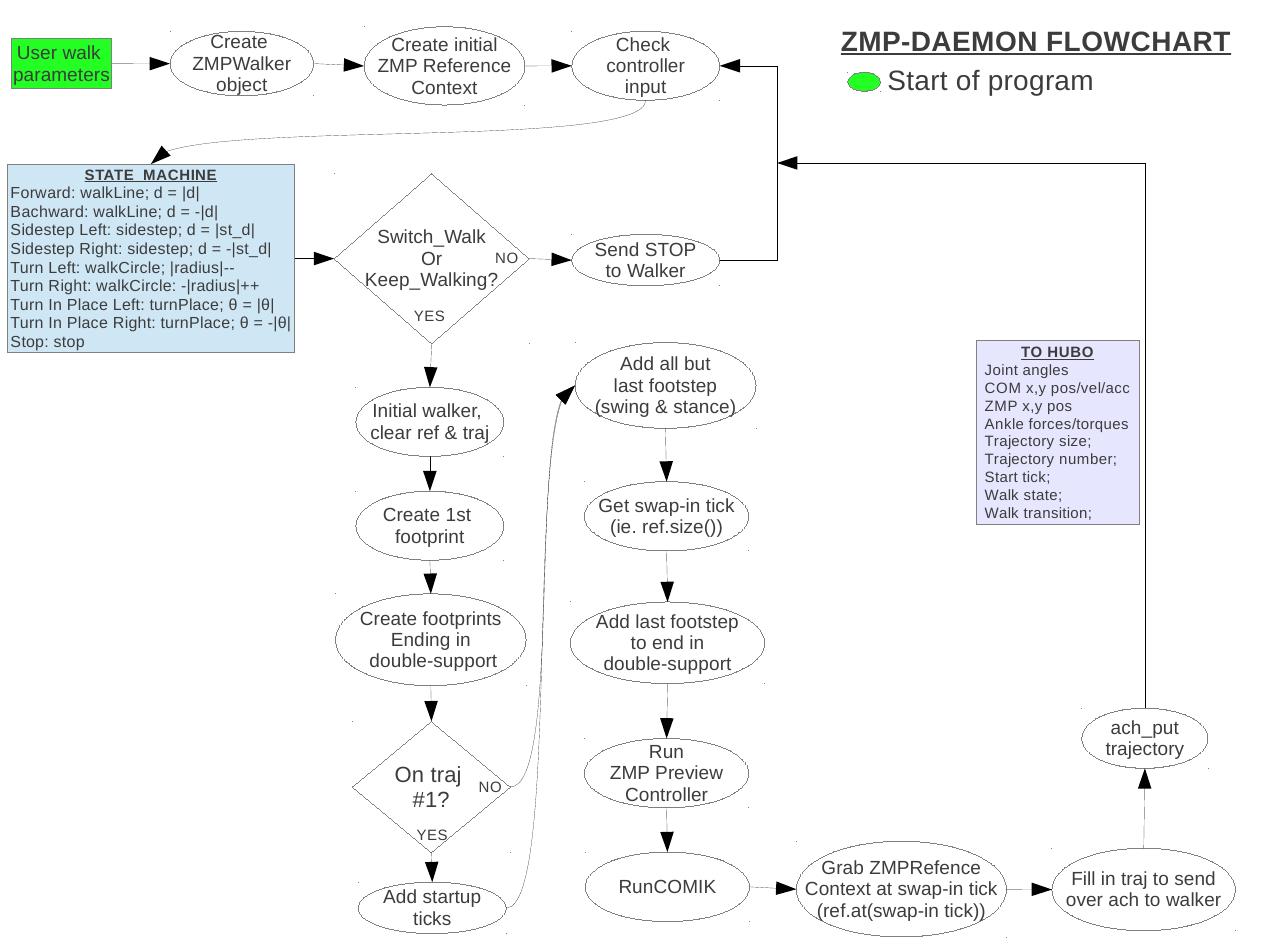 ZMP-DAEMON FLOWCHART
Start of program
User walk
parameters
Create
ZMPWalker
object
Create initial
ZMP Reference
Context
Check
controller
input
STATE_MACHINE
Forward: walkLine; d = |d|
Bachward: walkLine; d = -|d|
Sidestep Left: sidestep; d = |st_d|
Sidestep Right: sidestep; d = -|st_d|
Turn Left: walkCircle; |radius|--
Turn Right: walkCircle: -|radius|++
Turn In Place Left: turnPlace; θ = |θ|
Turn In Place Right: turnPlace; θ = -|θ|
Stop: stop
Switch_Walk
Or
Keep_Walking?
NO
YES
Send STOP
to Walker
Initial walker,
clear ref & traj
Create 1st
footprint
Create footprints
Ending in
double-support
On traj
#1?
NO
YES
Add startup
ticks
Add all but
last footstep
(swing & stance)
Get swap-in tick
(ie. ref.size())
Add last footstep
to end in
double-support
Run
ZMP Preview
Controller
RunCOMIK
Grab ZMPRefence
Context at swap-in tick
(ref.at(swap-in tick))
Fill in traj to send
over ach to walker
ach_put
trajectory
TO HUBO
Joint angles
COM x,y pos/vel/acc
ZMP x,y pos
Ankle forces/torques
Trajectory size;
Trajectory number;
Start tick;
Walk state;
Walk transition;